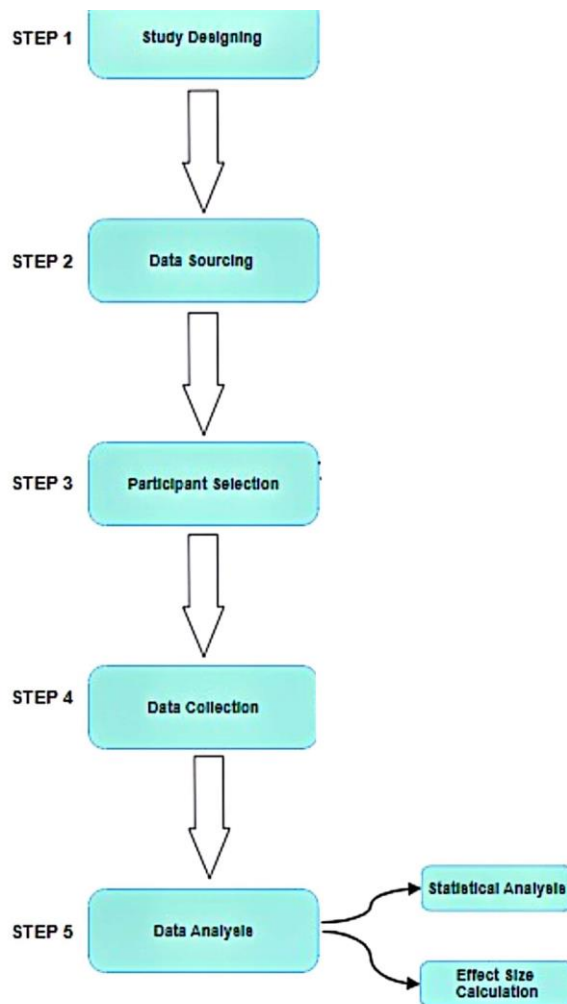 STEP 1
Study Designing
STEP 2
Data Sourcing
STEP 3
Participant Selection
STEP 4
Data Collection
STEP 5
Data Analysis
Statistical Analysis
Effect Size
Calculation